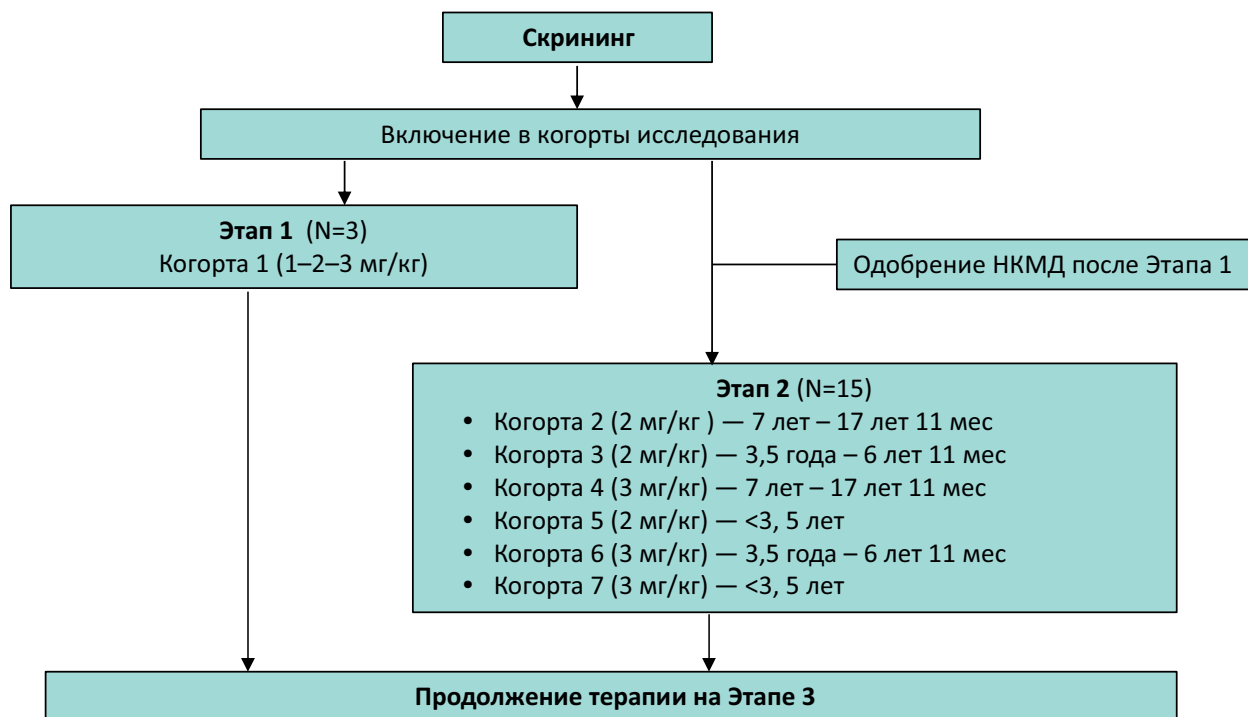 Скрининг
Включение в когорты исследования
Этап 1 (N=3)
Когорта 1 (1–2–3 мг/кг)
Одобрение НКМД после Этапа 1
Этап 2 (N=15)
• Когорта 2 (2 мг/кг ) — 7 лет – 17 лет 11 мес
• Когорта 3 (2 мг/кг) — 3,5 года – 6 лет 11 мес
• Когорта 4 (3 мг/кг) — 7 лет – 17 лет 11 мес
• Когорта 5 (2 мг/кг) — <3, 5 лет
• Когорта 6 (3 мг/кг) — 3,5 года – 6 лет 11 мес
• Когорта 7 (3 мг/кг) — <3, 5 лет
Продолжение терапии на Этапе 3